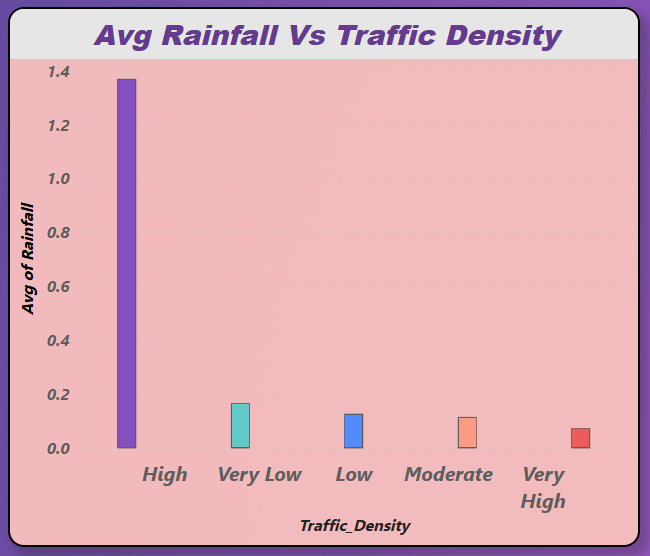 Avg Rainfall Vs Traffic Density
1.4
1.2
1.0
0.8
0.6
0.4
0.2
0.0
Avg of Rainfall
High Very Low Low Moderate Very
High
Traffic_Density